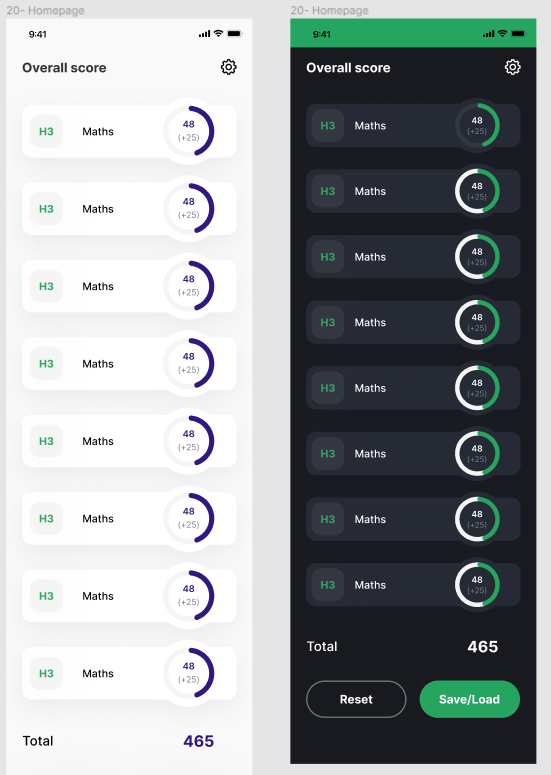 20- Homepage
9:41
Overall score
H3 Maths 48
(+25)
H3 Maths 48
(+25)
H3 Maths 48
(+25)
H3 Maths 48
(+25)
H3 Maths 48
(+25)
H3 Maths 48
(+25)
H3 Maths 48
(+25)
H3 Maths 48
(+25)
Total 465
20- Homepage
9:41
Overall score
H3 Maths 48
(+25)
H3 Maths 48
(+25)
H3 Maths 48
(+25)
H3 Maths 48
(+25)
H3 Maths 48
(+25)
H3 Maths 48
(+25)
H3 Maths 48
(+25)
H3 Maths 48
(+25)
Total 465
Reset Save/Load